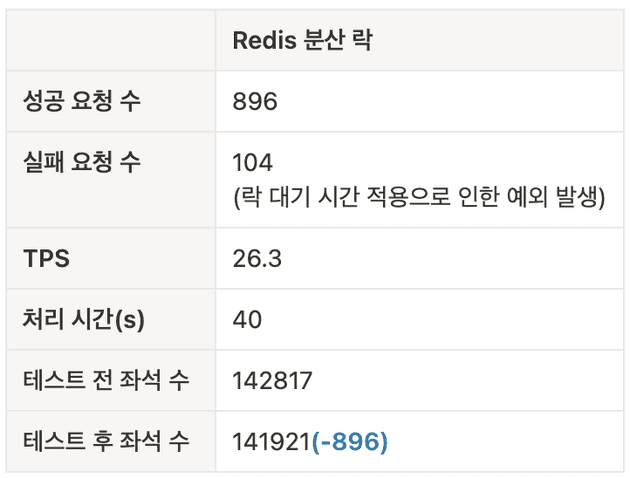 Redis 분산 락
성공 요청 수 896
실패 요청 수 104
(락 대기 시간 적용으로 인한 예외 발생)
TPS 26.3
처리 시간(s) 40
테스트 전 좌석 수 142817
테스트 후 좌석 수 141921(-896)